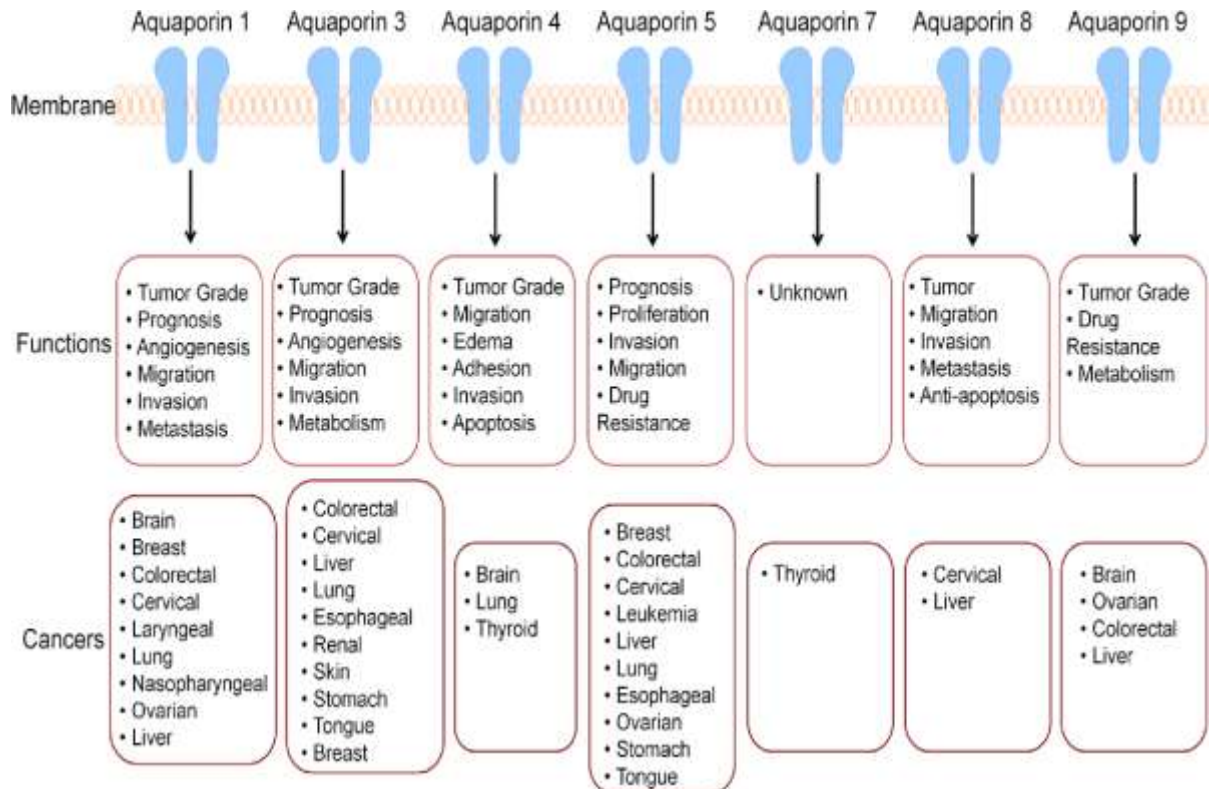 Aquaporin 1
Aquaporin 3
Aquaporin 4
Aquaporin 5
Aquaporin 7
Aquaporin 8
Aquaporin 9
Membrane
Functions
• Tumor Grade
• Prognosis
• Angiogenesis
• Migration
• Invasion
• Metastasis
• Tumor Grade
• Prognosis
• Angiogenesis
• Migration
• Invasion
• Metabolism
• Tumor Grade
• Migration
• Edema
• Adhesion
• Invasion
• Apoptosis
• Prognosis
• Proliferation
• Invasion
• Migration
• Drug
Resistance
• Unknown
• Tumor
• Migration
• Invasion
• Metastasis
• Anti-apoptosis
• Tumor Grade
• Drug
Resistance
• Metabolism
Cancers
• Brain
• Breast
• Colorectal
• Cervical
• Laryngeal
• Lung
• Nasopharyngeal
• Ovarian
• Liver
• Colorectal
• Cervical
• Liver
• Lung
• Esophageal
• Renal
• Skin
• Stomach
• Tongue
• Breast
• Brain
• Lung
• Thyroid
• Breast
• Colorectal
• Cervical
• Leukemia
• Liver
• Lung
• Esophageal
• Ovarian
• Stomach
• Tongue
• Thyroid
• Cervical
• Liver
• Brain
• Ovarian
• Colorectal
• Liver